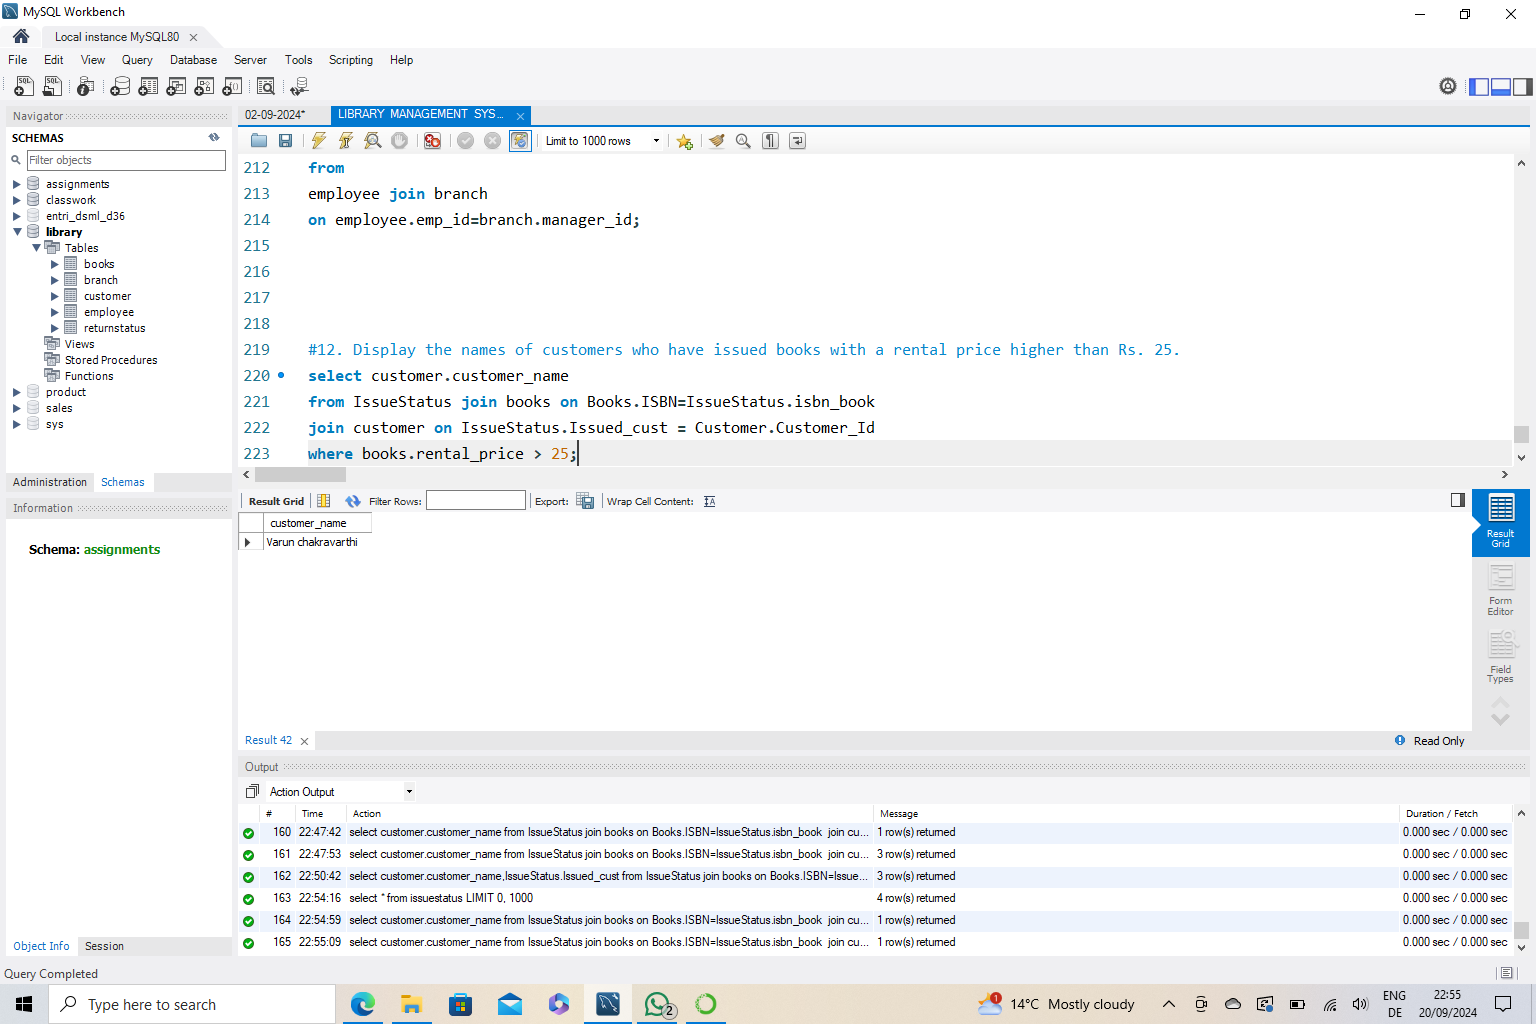 MySQL Workbench
Local instance MySQL80
File Edit View Query Database Server Tools Scripting Help
Navigator
SCHEMAS
Filter objects
assignments
classwork
entri_dsml_d36
library
Tables
books
branch
customer
employee
returnstatus
Views
Stored Procedures
Functions
product
sales
sys
Administration Schemas
Information
Schema: assignments
Object Info Session
02-09-2024*
LIBRARY MANAGEMENT SYS...
Limit to 1000 rows
212 from
213 employee join branch
214 on employee.emp_id=branch.manager_id;
215
216
217
218
219 #12. Display the names of customers who have issued books with a rental price higher than Rs. 25.
220 select customer.customer_name
221 from IssueStatus join books on Books.ISBN=IssueStatus.isbn_book
222 join customer on IssueStatus.Issued_cust = Customer.Customer_Id
223 where books.rental_price > 25;
Result Grid Filter Rows: Export: Wrap Cell Content:
customer_name
Varun chakravarthi
Result Grid
Form Editor
Field Types
Result 42
Read Only
Output
Action Output
# Time Action Message Duration / Fetch
160 22:47:42 select customer.customer_name from IssueStatus join books on Books.ISBN=IssueStatus.isbn_book join cu... 1 row(s) returned 0.000 sec / 0.000 sec
161 22:47:53 select customer.customer_name from IssueStatus join books on Books.ISBN=IssueStatus.isbn_book join cu... 3 row(s) returned 0.000 sec / 0.000 sec
162 22:50:42 select customer.customer_name,IssueStatus.Issued_cust from IssueStatus join books on Books.ISBN=Issue... 3 row(s) returned 0.000 sec / 0.000 sec
163 22:54:16 select * from issuestatus LIMIT 0, 1000 4 row(s) returned 0.000 sec / 0.000 sec
164 22:54:59 select customer.customer_name from IssueStatus join books on Books.ISBN=IssueStatus.isbn_book join cu... 1 row(s) returned 0.000 sec / 0.000 sec
165 22:55:09 select customer.customer_name from IssueStatus join books on Books.ISBN=IssueStatus.isbn_book join cu... 1 row(s) returned 0.000 sec / 0.000 sec
Query Completed
Type here to search
2
1
14°C Mostly cloudy
ENG
DE
22:55
20/09/2024